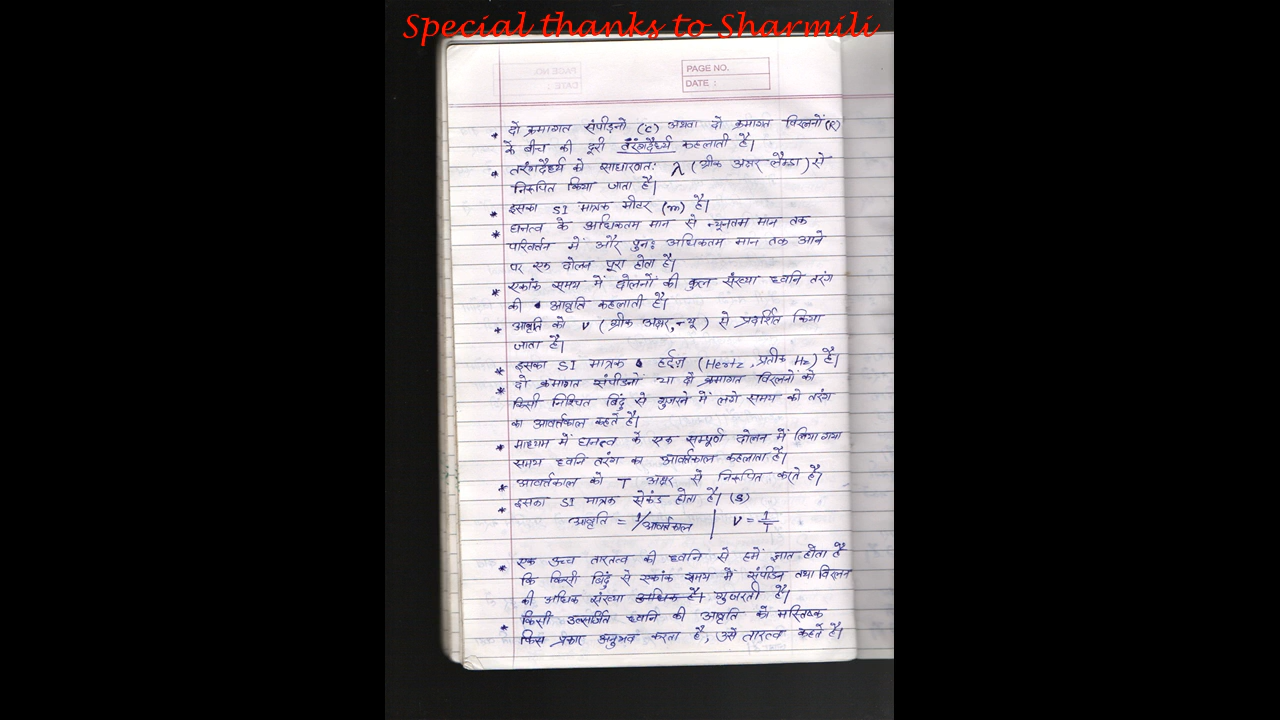 Special thanks to Sharmili
PAGE NO.
DATE :
* दो क्रमागत संपीड़नो (C) अथवा दो क्रमागत विरलनों (R)
के बीच की दूरी तरंगदैर्ध्य कहलाती है।
* तरंगदैर्ध्य को साधारणतः λ (ग्रीक अक्षर लैम्डा) से
निरूपित किया जाता है।
* इसका SI मात्रक मीटर (m) है।
* घनत्व के अधिकतम मान से न्यूनतम मान तक
परिवर्तन में और पुनः अधिकतम मान तक आने
पर एक दोलन पूरा होता है।
* एकांक समय में दोलनों की कुल संख्या ध्वनि तरंग
की आवृति कहलाती है।
* आवृति को ν (ग्रीक अक्षर, न्यू) से प्रदर्शित किया
जाता है।
* इसका SI मात्रक हर्ट्ज़ (Hertz, प्रतीक Hz) है।
* दो क्रमागत संपीडनों या दो क्रमागत विरलनों को
किसी निश्चित बिंदु से गुजरने में लगे समय को तरंग
का आवर्तकाल कहते है।
* माध्यम में घनत्व के एक सम्पूर्ण दोलन में लिया गया
समय ध्वनि तरंग का आवर्तकाल कहलाता है।
* आवर्तकाल को T अक्षर से निरूपित करते है।
* इसका SI मात्रक सेकंड होता है। (s)
आवृति = 1/आवर्तकाल | ν = 1/T
* एक उच्च तारत्व की ध्वनि से हमें ज्ञात होता है
कि किसी बिंदु से एकांक समय में संपीडन तथा विरलन
की अधिक संख्या अधिक है। गुजरती है।
* किसी उत्सर्जित ध्वनि की आवृति को मस्तिष्क
किस प्रकार अनुभव करता है, उसे तारत्व कहते है।